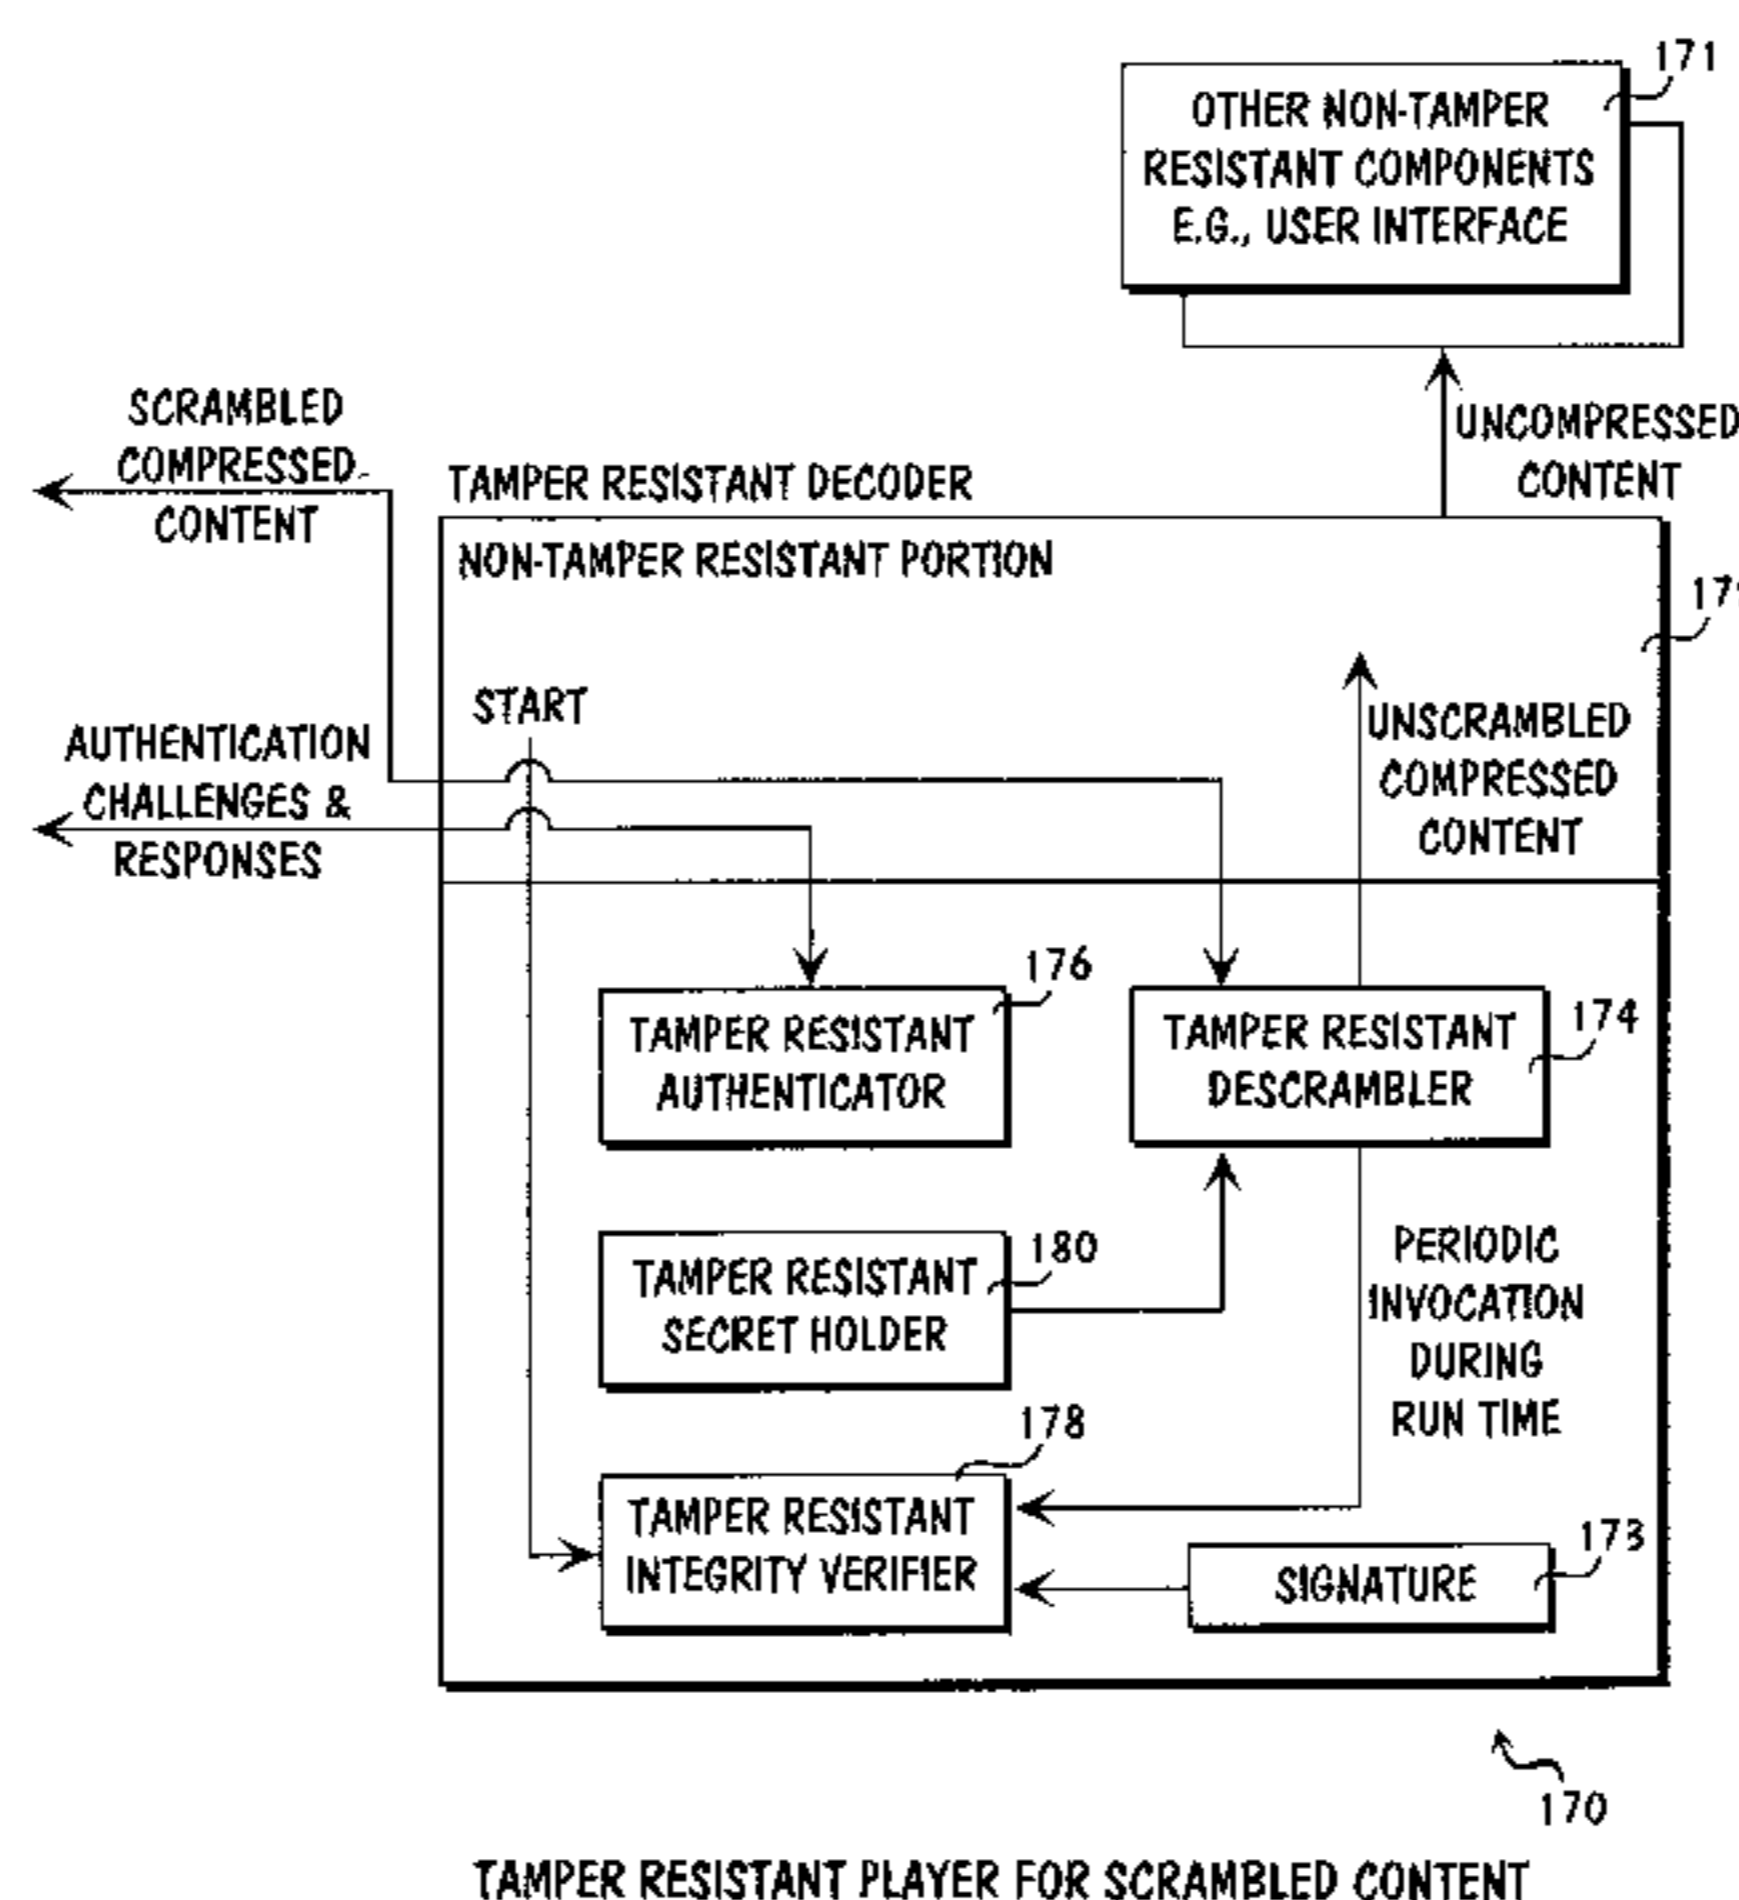 171
OTHER NON-TAMPER
RESISTANT COMPONENTS
E.G., USER INTERFACE
SCRAMBLED
COMPRESSED
CONTENT
UNCOMPRESSED
CONTENT
TAMPER RESISTANT DECODER
NON-TAMPER RESISTANT PORTION
START
AUTHENTICATION
CHALLENGES &
RESPONSES
UNSCRAMBLED
COMPRESSED
CONTENT
176
TAMPER RESISTANT
AUTHENTICATOR
174
TAMPER RESISTANT
DESCRAMBLER
180
TAMPER RESISTANT
SECRET HOLDER
PERIODIC
INVOCATION
DURING
RUN TIME
178
TAMPER RESISTANT
INTEGRITY VERIFIER
173
SIGNATURE
170
TAMPER RESISTANT PLAYER FOR SCRAMBLED CONTENT